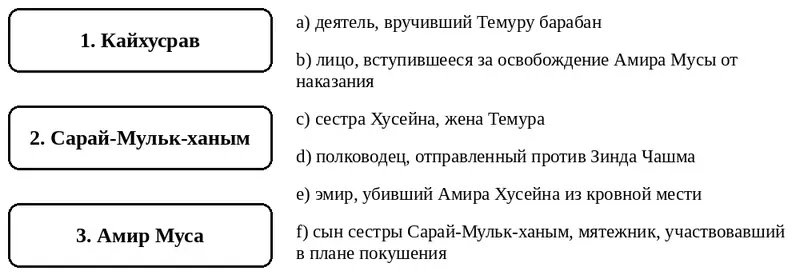 1. Кайхусрав
2. Сарай-Мульк-ханым
3. Амир Муса
a) деятель, вручивший Темуру барабан
b) лицо, вступившееся за освобождение Амира Мусы от
наказания
c) сестра Хусейна, жена Темура
d) полководец, отправленный против Зинда Чашма
e) эмир, убивший Амира Хусейна из кровной мести
f) сын сестры Сарай-Мульк-ханым, мятежник, участвовавший
в плане покушения